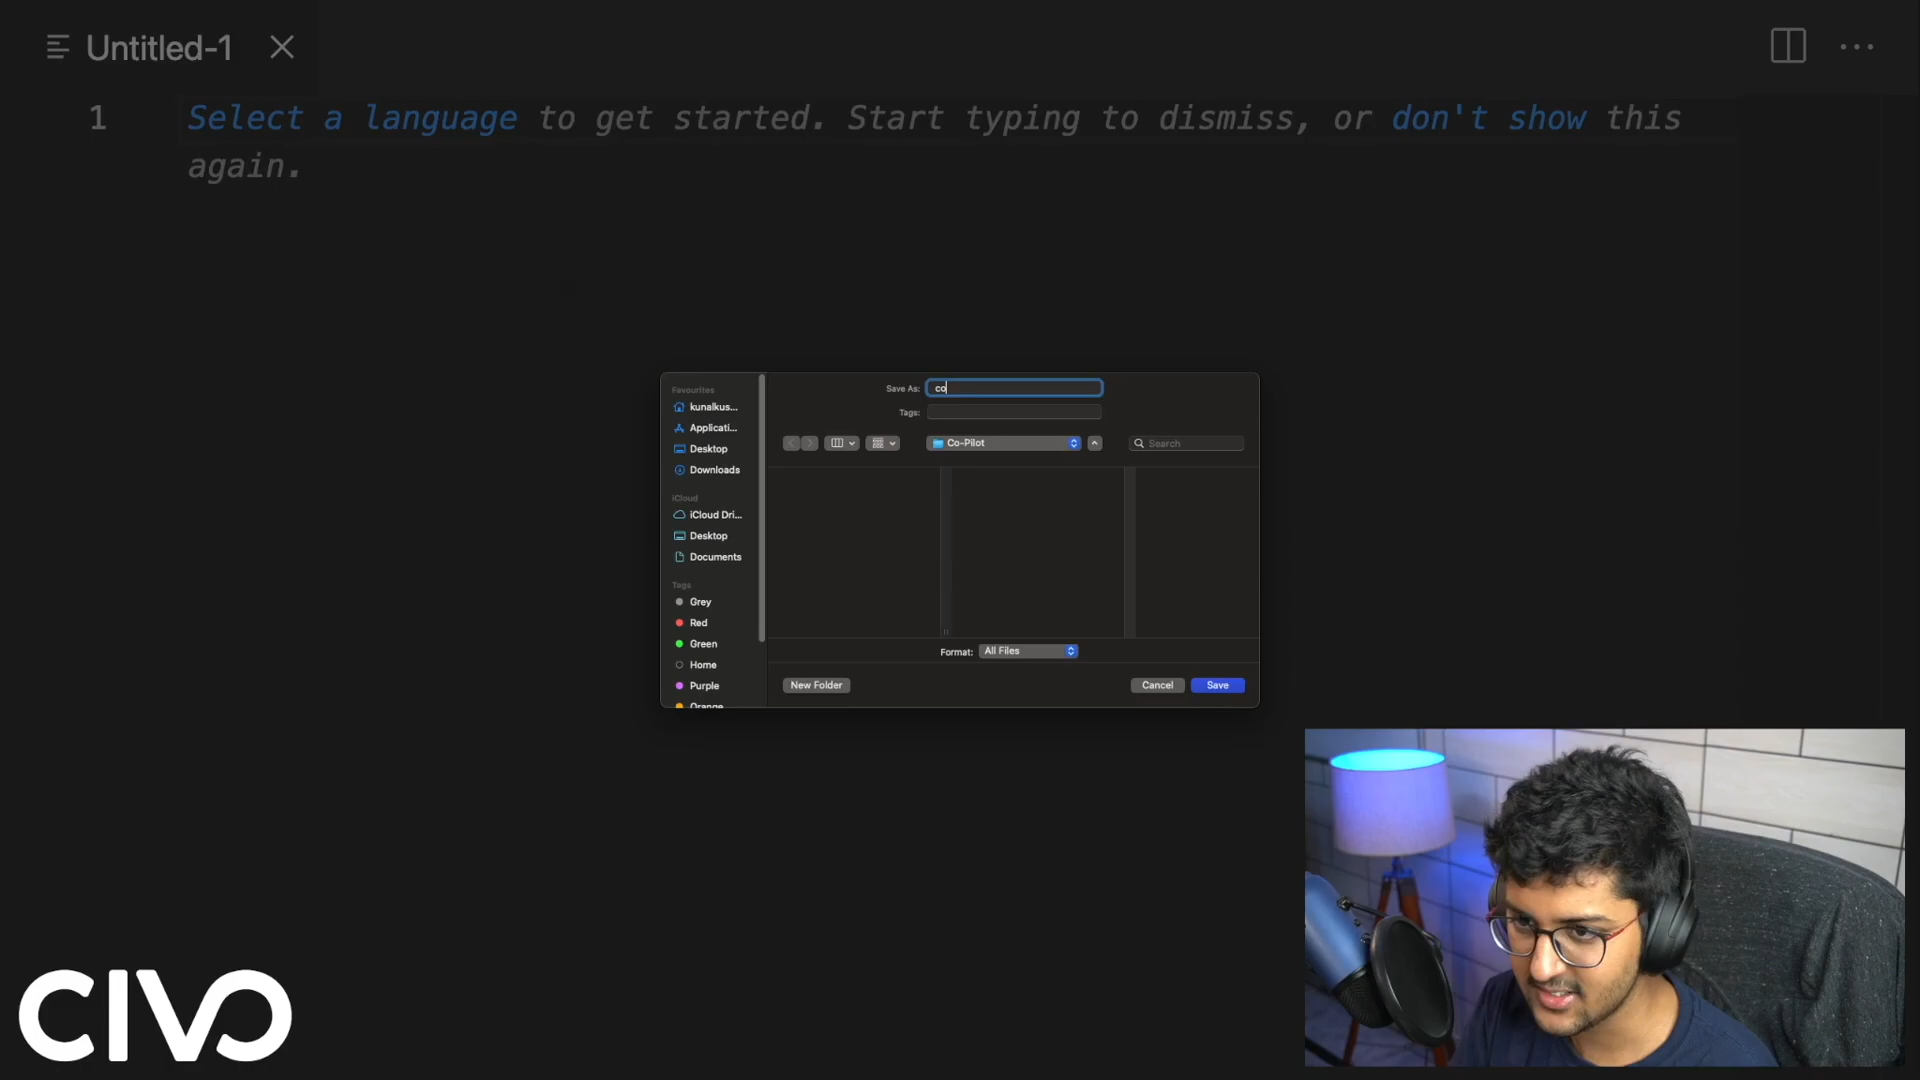 Untitled-1
1
Select a language to get started. Start typing to dismiss, or don't show this
again.
Favourites
kunalkus...
Applicati...
Desktop
Downloads
iCloud
iCloud Dri...
Desktop
Documents
Tags
Grey
Red
Green
Home
Purple
Orange
Save As: co
Tags:
Co-Pilot
Search
Format: All Files
New Folder
Cancel
Save
CIVO